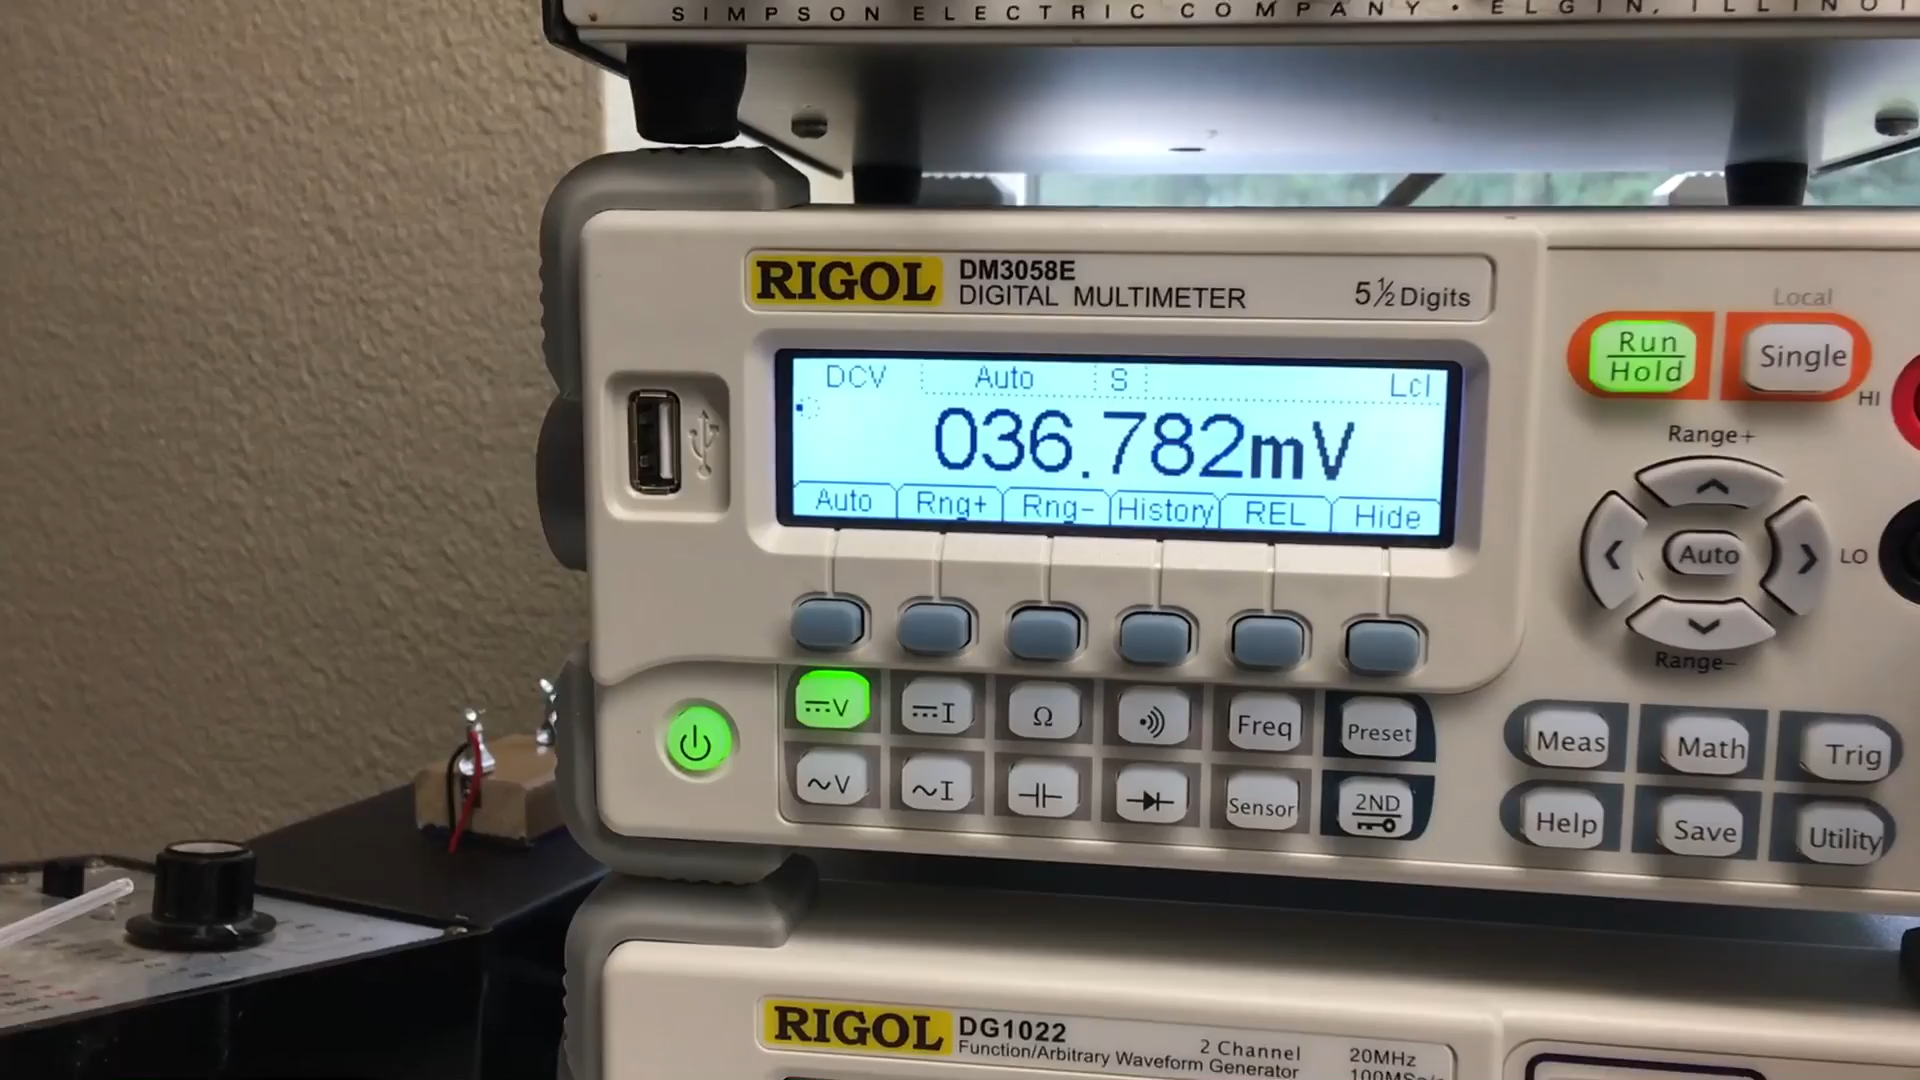 SIMPSON ELECTRIC COMPANY • ELGIN, ILLINOI
RIGOL
DM3058E
DIGITAL MULTIMETER
5½ Digits
DCV Auto S Lcl
036.782mV
Auto Rng+ Rng- History REL Hide
Local
Run
Hold
Single
HI
Range+
Auto
LO
Range-
V I Ω Freq Preset
~V ~I Sensor 2ND
Meas Math Trig
Help Save Utility
RIGOL
DG1022
Function/Arbitrary Waveform Generator
2 Channel
20MHz